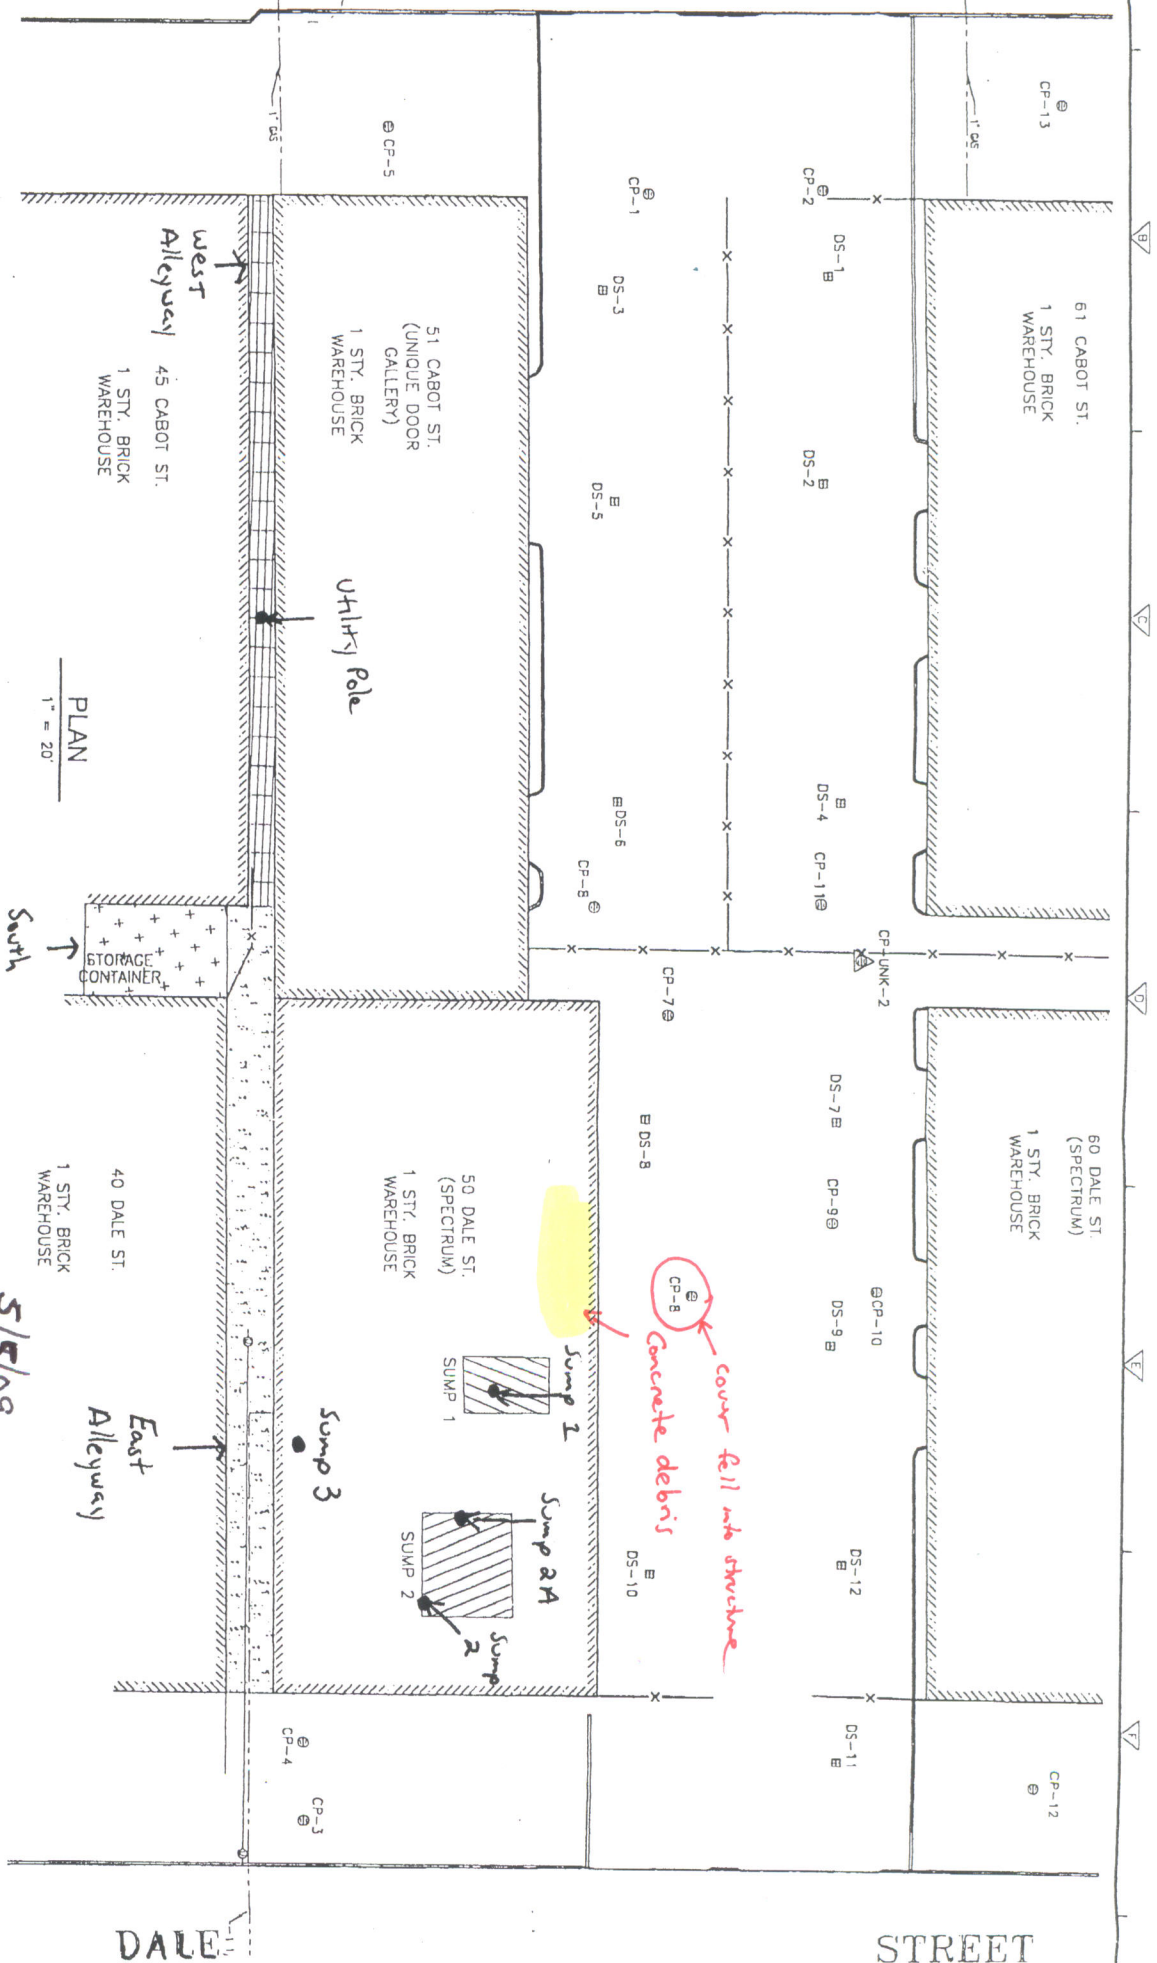 B
C
D
E
F
STREET
CP-13
1" GAS
61 CABOT ST.
1 STY. BRICK
WAREHOUSE
60 DALE ST.
(SPECTRUM)
1 STY. BRICK
WAREHOUSE
CP-12
CP-2
DS-1
DS-2
DS-4
CP-11
CP-UNK-2
DS-7
CP-9
CP-10
DS-9
DS-12
DS-11
CP-1
DS-3
DS-5
DS-6
CP-8
CP-7
DS-8
CP-8
cover fell into structure
Concrete debris
DS-10
CP-5
1" GAS
51 CABOT ST.
(UNIQUE DOOR
GALLERY)
1 STY. BRICK
WAREHOUSE
Utility Pole
50 DALE ST.
(SPECTRUM)
1 STY. BRICK
WAREHOUSE
Sump 1
SUMP 1
Sump 2A
Sump
2
SUMP 2
Sump 3
CP-4
CP-3
West
Alleyway
45 CABOT ST.
1 STY. BRICK
WAREHOUSE
STORAGE
CONTAINER
South
East
Alleyway
40 DALE ST.
1 STY. BRICK
WAREHOUSE
PLAN
1" = 20'
DALE